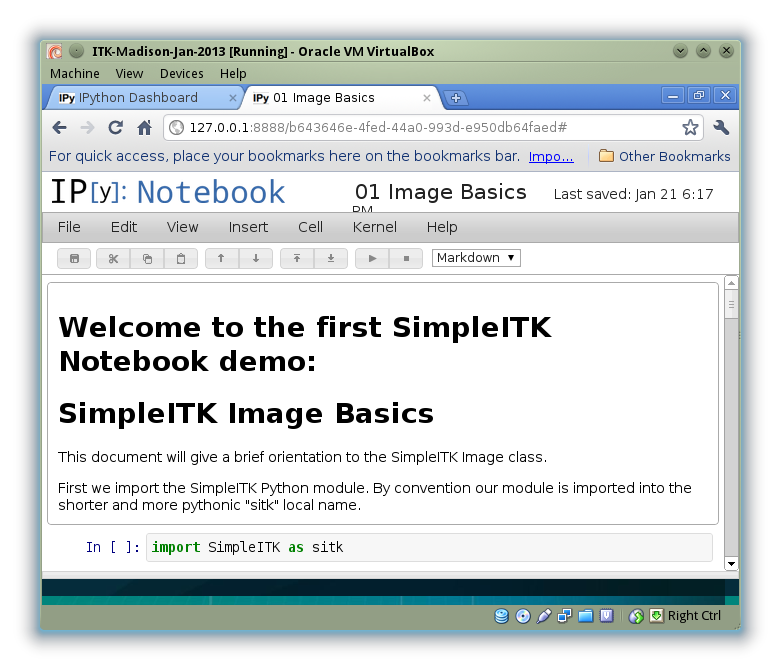 ITK-Madison-Jan-2013 [Running] - Oracle VM VirtualBox
Machine View Devices Help
IPy IPython Dashboard IPy 01 Image Basics
127.0.0.1:8888/b643646e-4fed-44a0-993d-e950db64faed#
For quick access, place your bookmarks here on the bookmarks bar. Impo... Other Bookmarks
IP[y]: Notebook 01 Image Basics Last saved: Jan 21 6:17
PM
File Edit View Insert Cell Kernel Help
Markdown
Welcome to the first SimpleITK
Notebook demo:
SimpleITK Image Basics
This document will give a brief orientation to the SimpleITK Image class.
First we import the SimpleITK Python module. By convention our module is imported into the
shorter and more pythonic "sitk" local name.
In [ ]: import SimpleITK as sitk
Right Ctrl